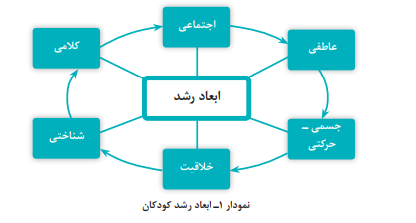 اجتماعی
عاطفی
جسمی ـ
حرکتی
خلاقیت
شناختی
کلامی
ابعاد رشد
نمودار ۱ـ ابعاد رشد کودکان